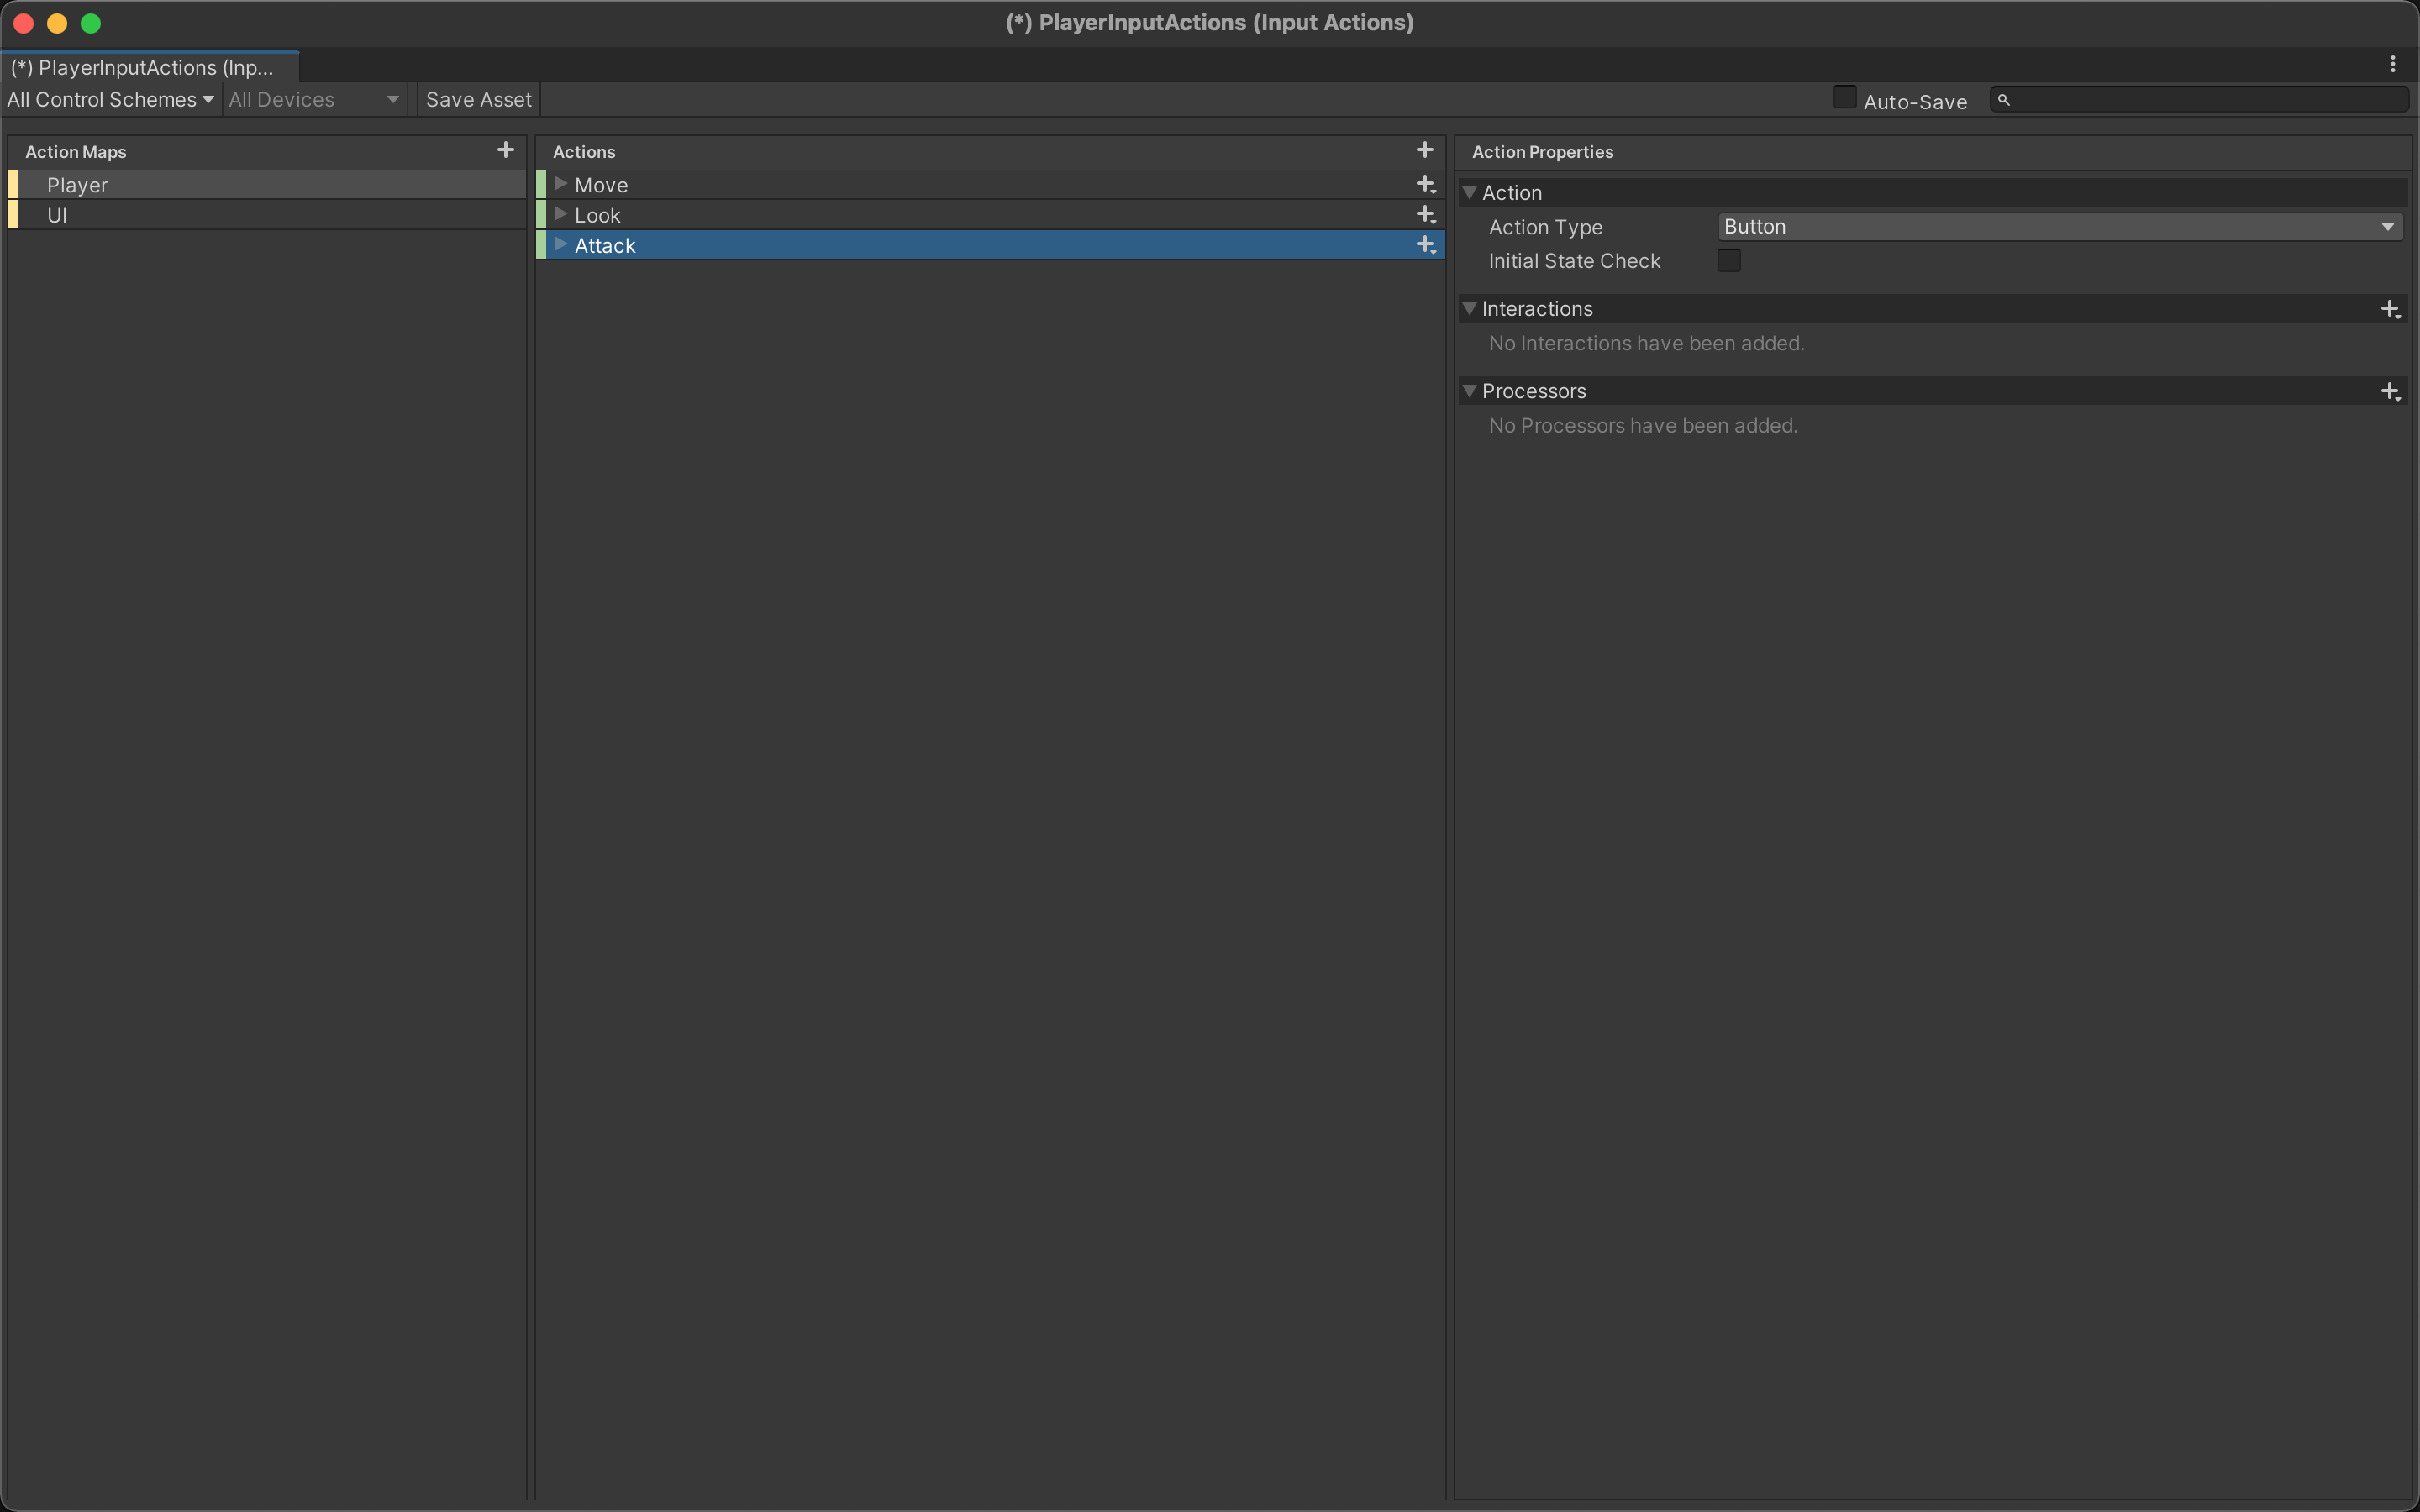 (*) PlayerInputActions (Input Actions)
(*) PlayerInputActions (Inp...
All Control Schemes All Devices Save Asset Auto-Save
Action Maps
Player
UI
Actions
Move
Look
Attack
Action Properties
Action
Action Type Button
Initial State Check
Interactions
No Interactions have been added.
Processors
No Processors have been added.